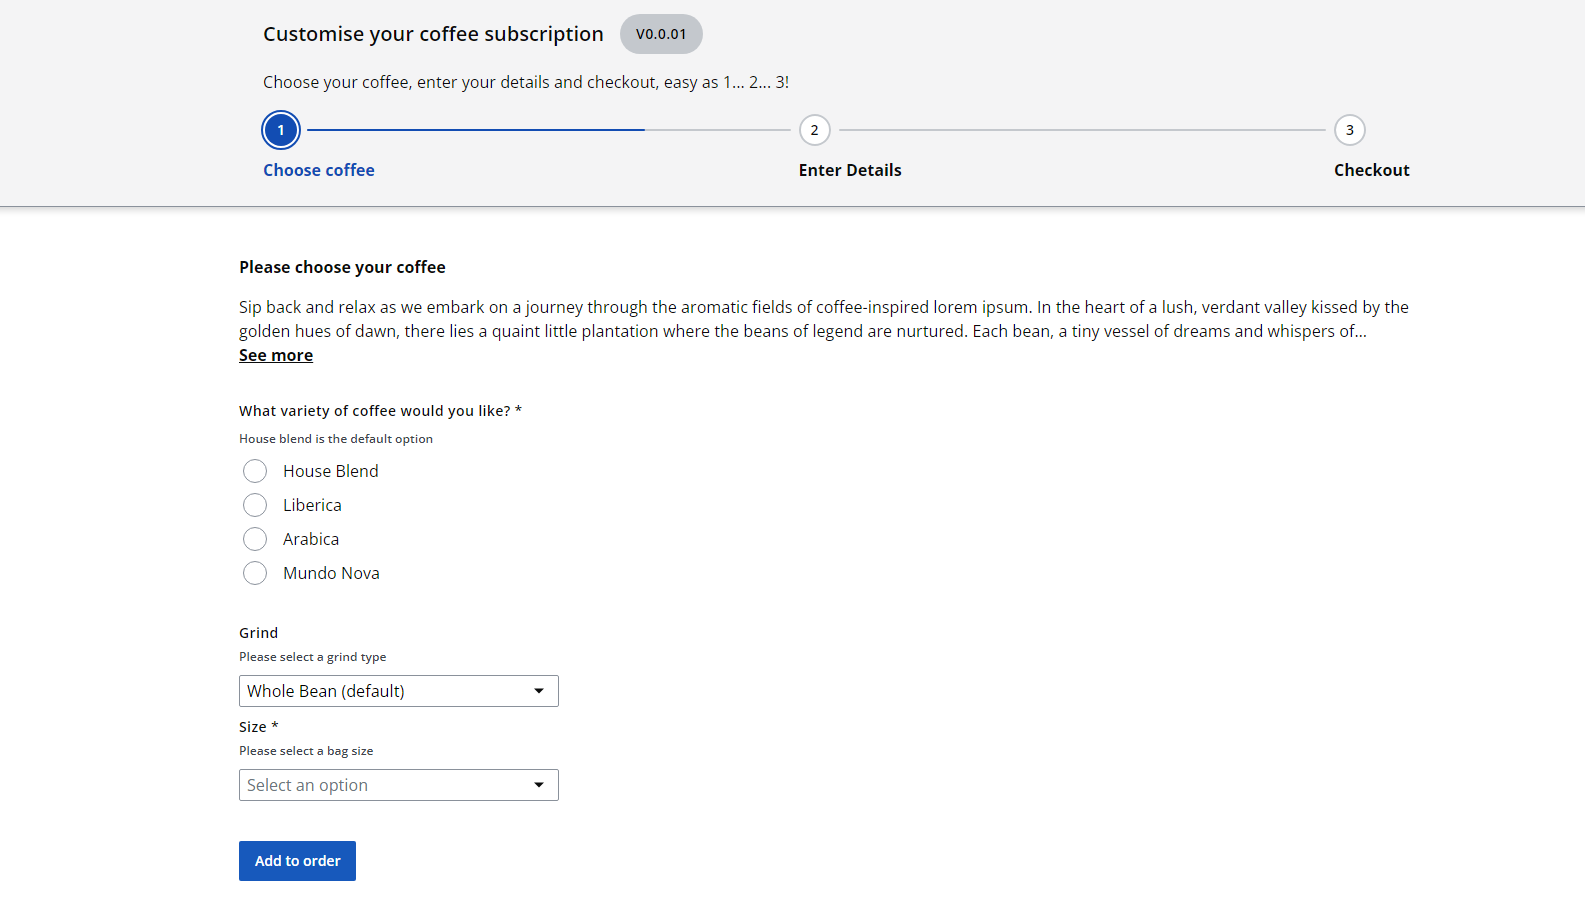 Customise your coffee subscription V0.0.01
Choose your coffee, enter your details and checkout, easy as 1... 2... 3!
1 2 3
Choose coffee Enter Details Checkout
Please choose your coffee
Sip back and relax as we embark on a journey through the aromatic fields of coffee-inspired lorem ipsum. In the heart of a lush, verdant valley kissed by the
golden hues of dawn, there lies a quaint little plantation where the beans of legend are nurtured. Each bean, a tiny vessel of dreams and whispers of...
See more
What variety of coffee would you like? *
House blend is the default option
House Blend
Liberica
Arabica
Mundo Nova
Grind
Please select a grind type
Whole Bean (default)
Size *
Please select a bag size
Select an option
Add to order